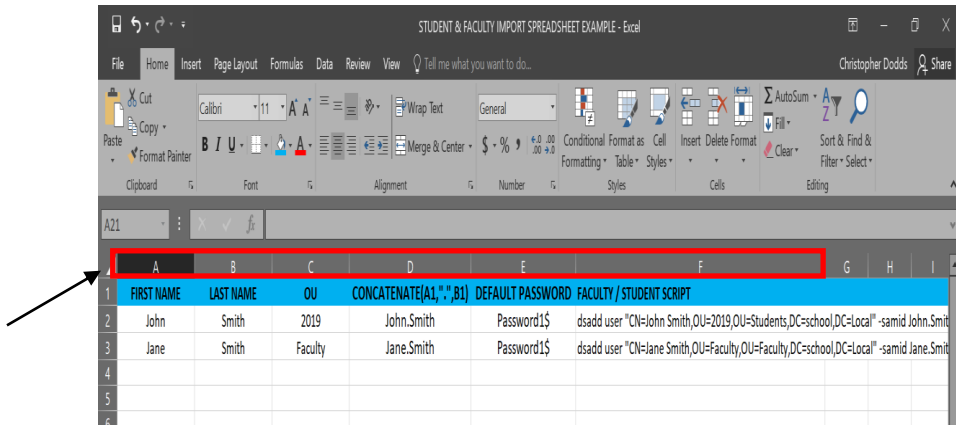 STUDENT & FACULTY IMPORT SPREADSHEET EXAMPLE - Excel
File Home Insert Page Layout Formulas Data Review View Tell me what you want to do... Christopher Dodds Share
Cut
Copy
Format Painter
Paste
Calibri 11 A A
B I U A
Wrap Text
Merge & Center
General
$ % , .0 .00 .00 .0
Conditional Formatting
Format as Table
Cell Styles
Insert Delete Format
AutoSum
Fill
Clear
Sort & Filter
Find & Select
Clipboard Font Alignment Number Styles Cells Editing
A21 fx
A B C D E F G H I
1 FIRST NAME LAST NAME OU CONCATENATE(A1,".",B1) DEFAULT PASSWORD FACULTY / STUDENT SCRIPT
2 John Smith 2019 John.Smith Password1$ dsadd user "CN=John Smith,OU=2019,OU=Students,DC=school,DC=Local" -samid John.Smit
3 Jane Smith Faculty Jane.Smith Password1$ dsadd user "CN=Jane Smith,OU=Faculty,OU=Faculty,DC=school,DC=Local" -samid Jane.Smit
4
5
6